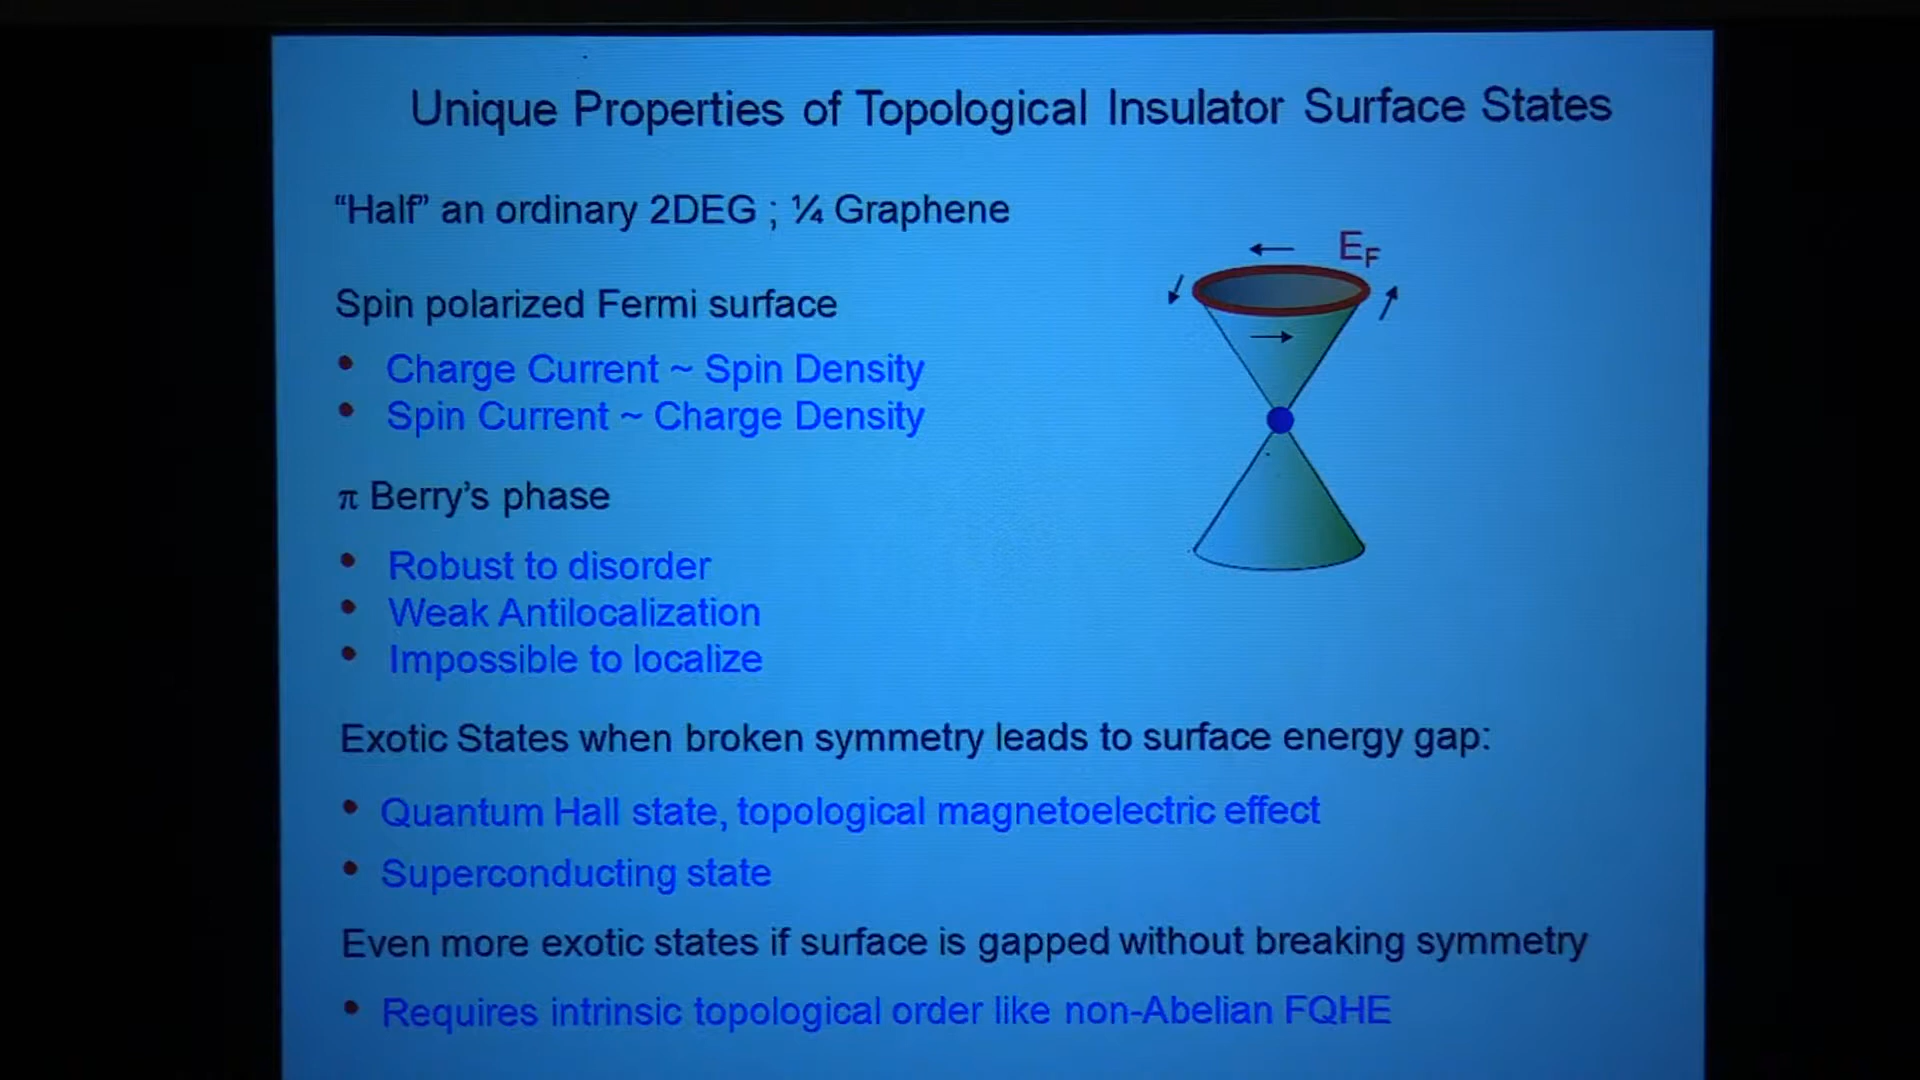 Unique Properties of Topological Insulator Surface States
“Half” an ordinary 2DEG ; ¼ Graphene
E_F
Spin polarized Fermi surface
• Charge Current ~ Spin Density
• Spin Current ~ Charge Density
π Berry’s phase
• Robust to disorder
• Weak Antilocalization
• Impossible to localize
Exotic States when broken symmetry leads to surface energy gap:
• Quantum Hall state, topological magnetoelectric effect
• Superconducting state
Even more exotic states if surface is gapped without breaking symmetry
• Requires intrinsic topological order like non-Abelian FQHE